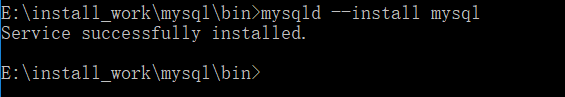 E:\install_work\mysql\bin>mysqld --install mysql
Service successfully installed.
E:\install_work\mysql\bin>